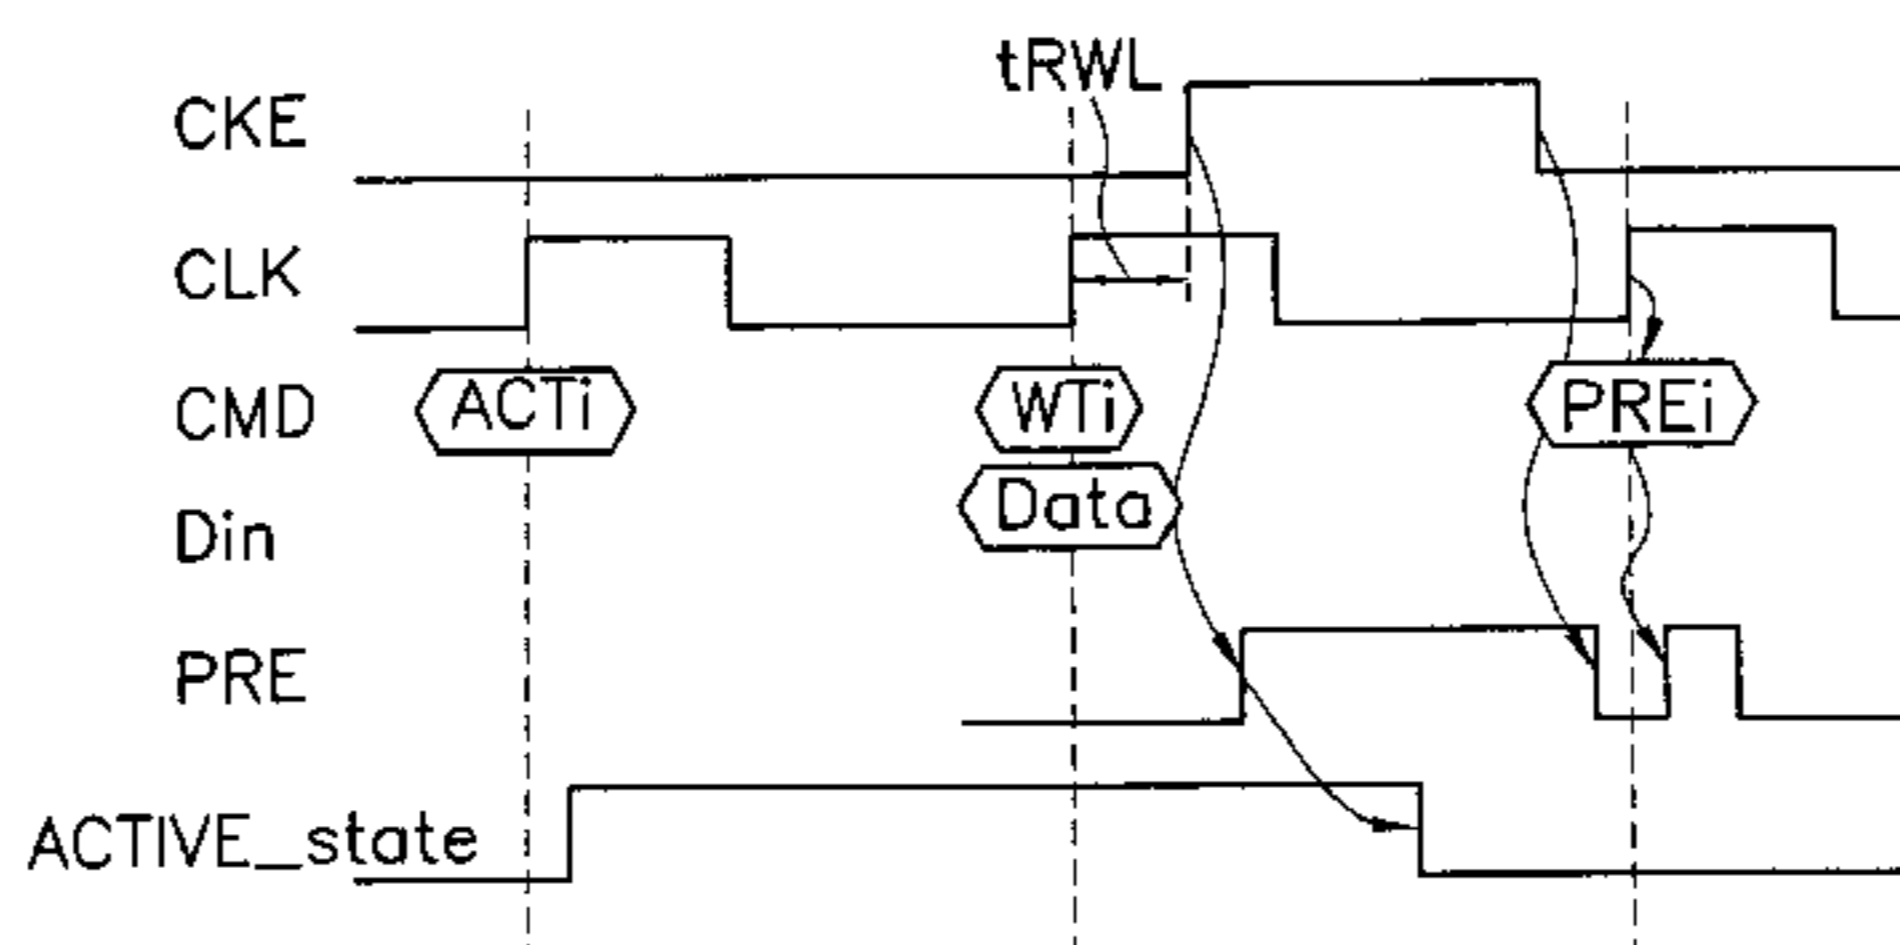 tRWL
CKE
CLK
CMD ACTi WTi PREi
Data
Din
PRE
ACTIVE_state